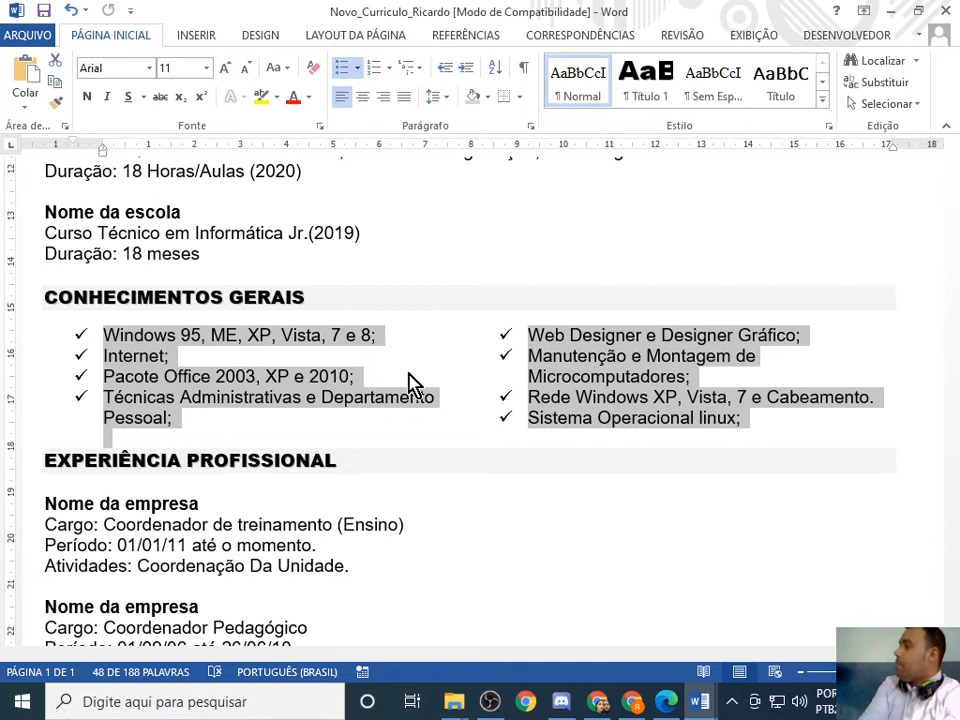 Novo_Curriculo_Ricardo [Modo de Compatibilidade] - Word
ARQUIVO PÁGINA INICIAL INSERIR DESIGN LAYOUT DA PÁGINA REFERÊNCIAS CORRESPONDÊNCIAS REVISÃO EXIBIÇÃO DESENVOLVEDOR
Colar
Arial 11
AaBbCcI AaB AaBbCcI AaBbC
¶ Normal ¶ Título 1 ¶ Sem Esp... Título
Localizar
Substituir
Selecionar
Área de... Fonte Parágrafo Estilo Edição
Duração: 18 Horas/Aulas (2020)
Nome da escola
Curso Técnico em Informática Jr.(2019)
Duração: 18 meses
CONHECIMENTOS GERAIS
Windows 95, ME, XP, Vista, 7 e 8;
Internet;
Pacote Office 2003, XP e 2010;
Técnicas Administrativas e Departamento
Pessoal;
Web Designer e Designer Gráfico;
Manutenção e Montagem de
Microcomputadores;
Rede Windows XP, Vista, 7 e Cabeamento.
Sistema Operacional linux;
EXPERIÊNCIA PROFISSIONAL
Nome da empresa
Cargo: Coordenador de treinamento (Ensino)
Período: 01/01/11 até o momento.
Atividades: Coordenação Da Unidade.
Nome da empresa
Cargo: Coordenador Pedagógico
PÁGINA 1 DE 1 48 DE 188 PALAVRAS PORTUGUÊS (BRASIL)
Digite aqui para pesquisar
POR
PTB2